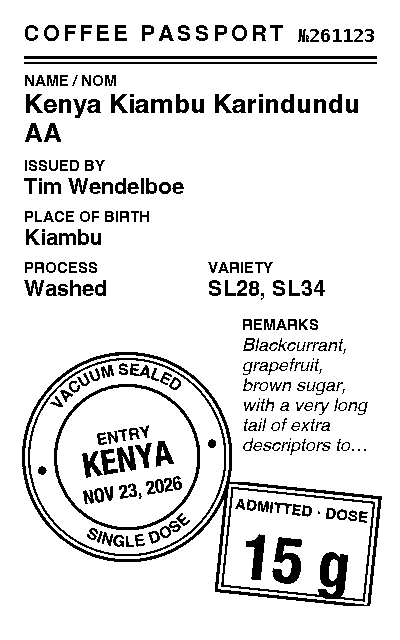 COFFEE PASSPORT №261123
NAME / NOM
Kenya Kiambu Karindundu
AA
ISSUED BY
Tim Wendelboe
PLACE OF BIRTH
Kiambu
PROCESS VARIETY
Washed SL28, SL34
REMARKS
Blackcurrant,
grapefruit,
brown sugar,
with a very long
tail of extra
descriptors to…
VACUUM SEALED
ENTRY
KENYA
NOV 23, 2026
SINGLE DOSE
ADMITTED · DOSE
15 g